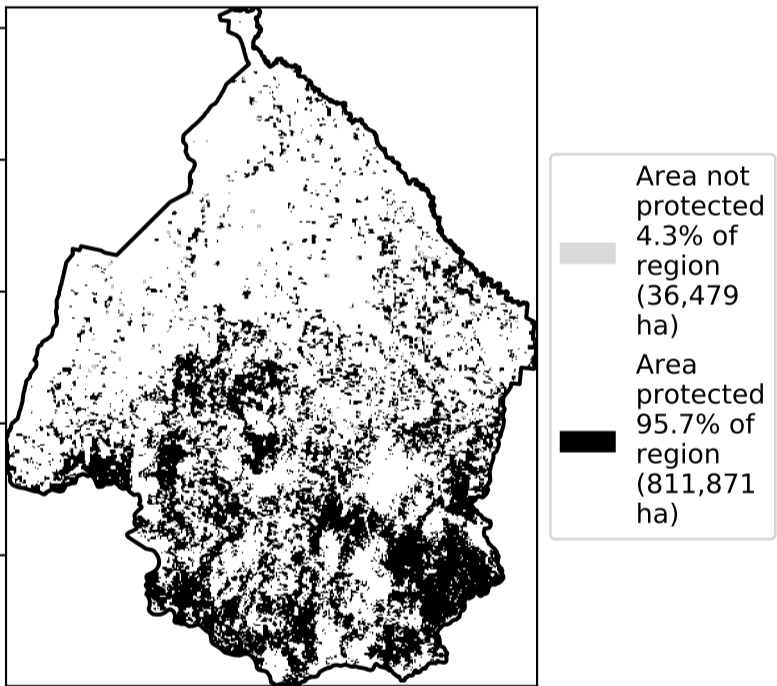 Area not
protected
4.3% of
region
(36,479
ha)
Area
protected
95.7% of
region
(811,871
ha)